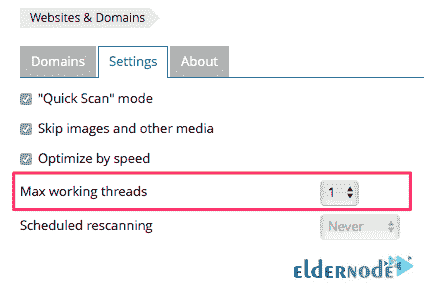 Websites & Domains
Domains Settings About
"Quick Scan" mode
Skip images and other media
Optimize by speed
Max working threads 1
Scheduled rescanning Never
eldernode